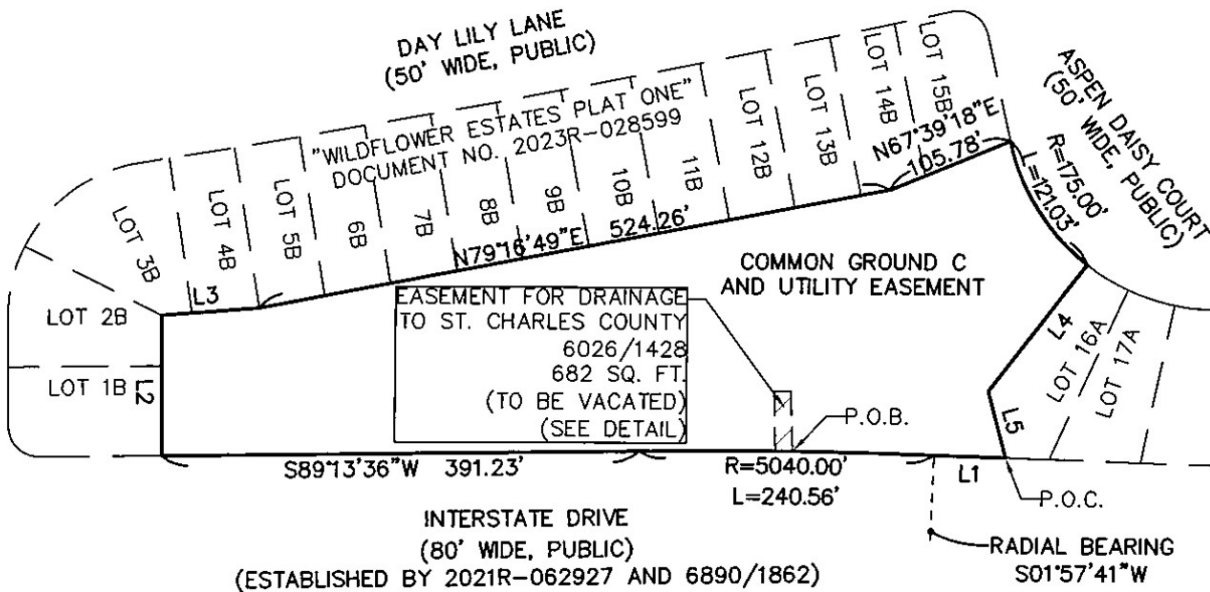 DAY LILY LANE
(50' WIDE, PUBLIC)
ASPEN DAISY COURT
(50' WIDE, PUBLIC)
R=175.00'
L=121.03'
"WILDFLOWER ESTATES PLAT ONE"
DOCUMENT NO. 2023R-028599
LOT 1B
LOT 2B
LOT 3B
LOT 4B
LOT 5B
6B
7B
8B
9B
10B
11B
LOT 12B
LOT 13B
LOT 14B
LOT 15B
N67°39'18"E
105.78'
N79°16'49"E 524.26'
L3
L2
COMMON GROUND C
AND UTILITY EASEMENT
EASEMENT FOR DRAINAGE
TO ST. CHARLES COUNTY
6026/1428
682 SQ. FT.
(TO BE VACATED)
(SEE DETAIL)
L4
LOT 16A
LOT 17A
L5
P.O.B.
S89°13'36"W 391.23'
R=5040.00'
L=240.56'
L1
P.O.C.
INTERSTATE DRIVE
(80' WIDE, PUBLIC)
(ESTABLISHED BY 2021R-062927 AND 6890/1862)
RADIAL BEARING
S01°57'41"W